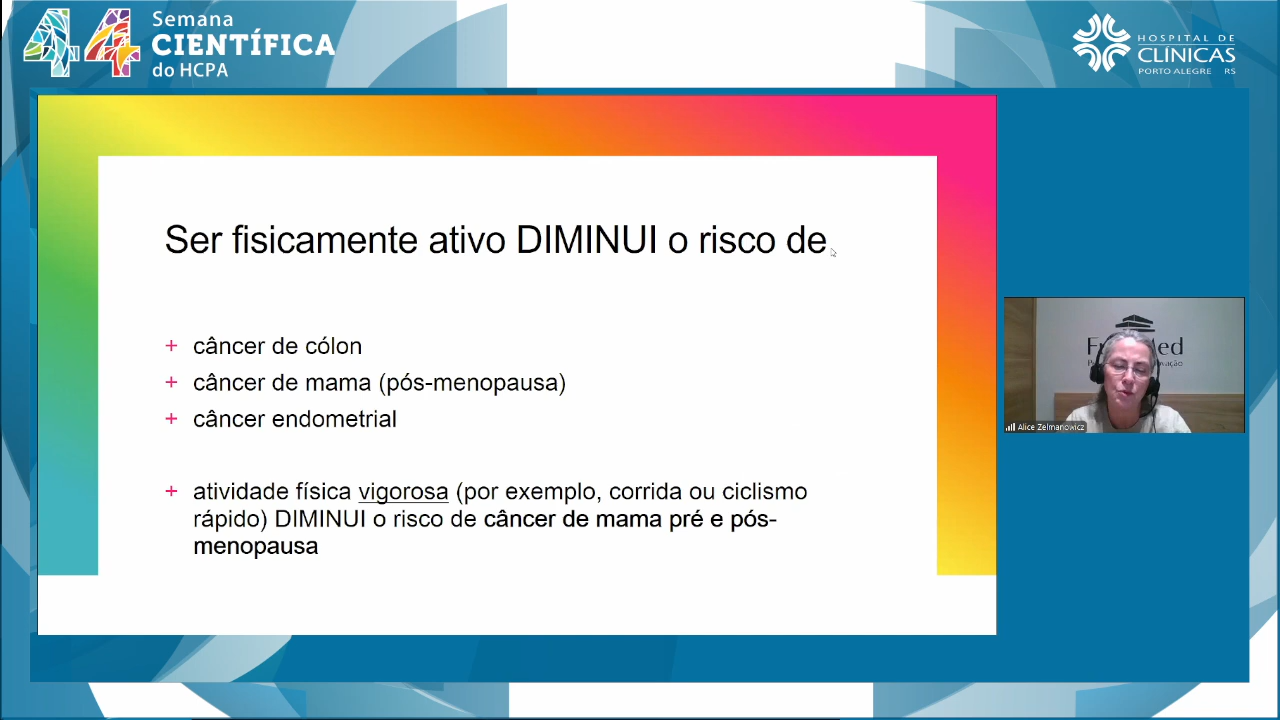 44 Semana
CIENTÍFICA
do HCPA
HOSPITAL DE
CLÍNICAS
PORTO ALEGRE RS
Ser fisicamente ativo DIMINUI o risco de
+ câncer de cólon
+ câncer de mama (pós-menopausa)
+ câncer endometrial
+ atividade física vigorosa (por exemplo, corrida ou ciclismo
rápido) DIMINUI o risco de câncer de mama pré e pós-
menopausa
Alice Zelmanowicz